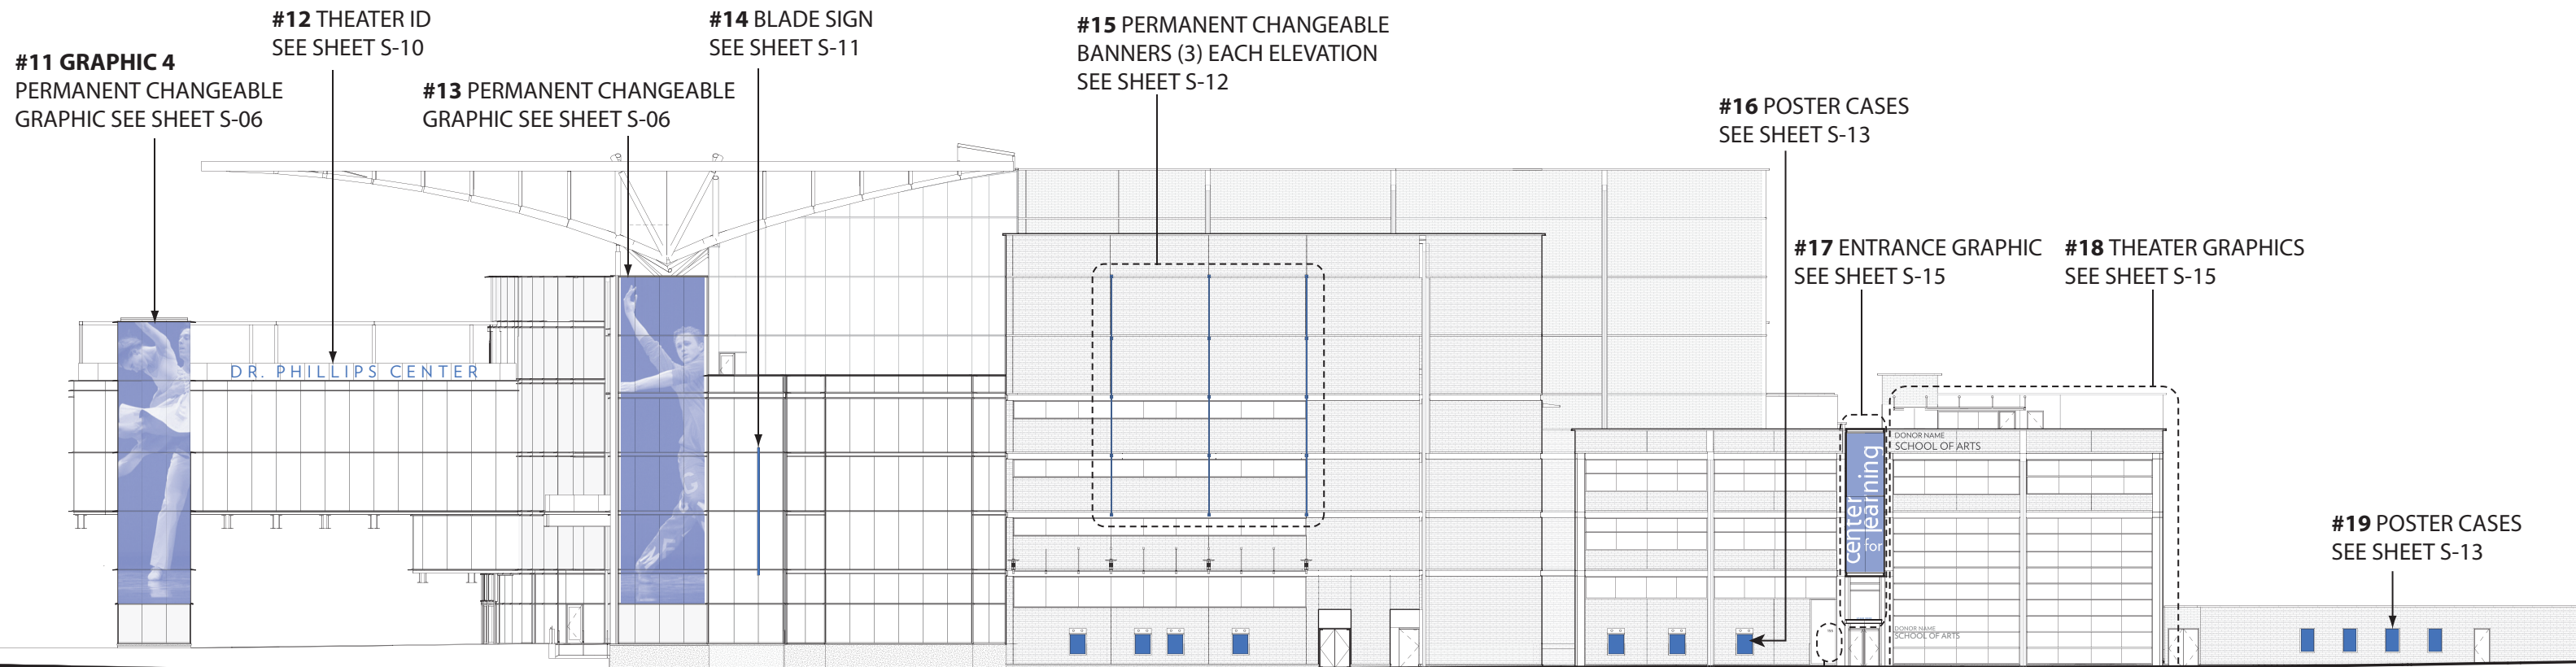 #11 GRAPHIC 4
PERMANENT CHANGEABLE
GRAPHIC SEE SHEET S-06
#12 THEATER ID
SEE SHEET S-10
#13 PERMANENT CHANGEABLE
GRAPHIC SEE SHEET S-06
#14 BLADE SIGN
SEE SHEET S-11
#15 PERMANENT CHANGEABLE
BANNERS (3) EACH ELEVATION
SEE SHEET S-12
#16 POSTER CASES
SEE SHEET S-13
#17 ENTRANCE GRAPHIC
SEE SHEET S-15
#18 THEATER GRAPHICS
SEE SHEET S-15
#19 POSTER CASES
SEE SHEET S-13
DR. PHILLIPS CENTER
center
for learning
DONOR NAME
SCHOOL OF ARTS
DONOR NAME
SCHOOL OF ARTS